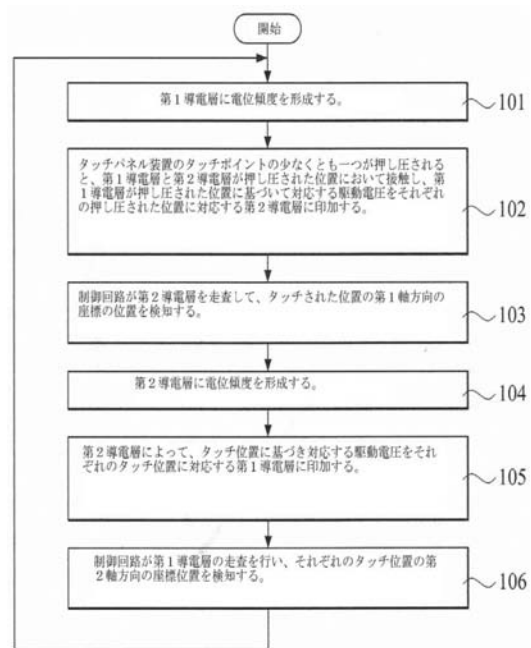 開始
第1導電層に電位傾度を形成する。
101
タッチパネル装置のタッチポイントの少なくとも一つが押し圧される
と、第1導電層と第2導電層が押し圧された位置において接触し、第
1導電層が押し圧された位置に基づいて対応する駆動電圧をそれぞれ
の押し圧された位置に対応する第2導電層に印加する。
102
制御回路が第2導電層を走査して、タッチされた位置の第1軸方向の
座標の位置を検知する。
103
第2導電層に電位傾度を形成する。
104
第2導電層によって、タッチ位置に基づき対応する駆動電圧をそれ
ぞれのタッチ位置に対応する第1導電層に印加する。
105
制御回路が第1導電層の走査を行い、それぞれのタッチ位置の第
2軸方向の座標位置を検知する。
106